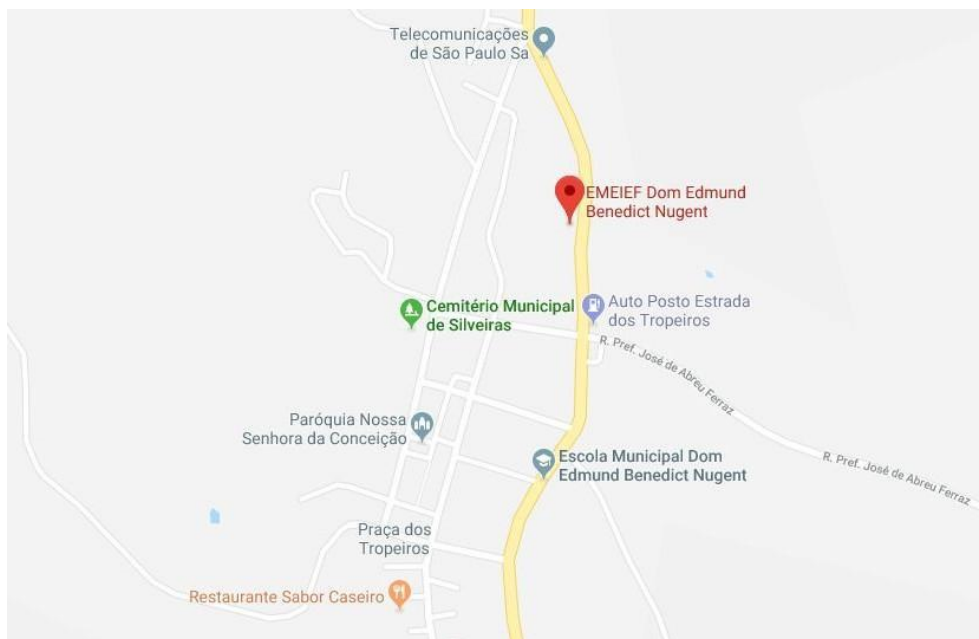 Telecomunicações
de São Paulo Sa
EMEIEF Dom Edmund
Benedict Nugent
Cemitério Municipal
de Silveiras
Auto Posto Estrada
dos Tropeiros
R. Pref. José de Abreu Ferraz
Paróquia Nossa
Senhora da Conceição
Escola Municipal Dom
Edmund Benedict Nugent
R. Pref. José de Abreu Ferraz
Praça dos
Tropeiros
Restaurante Sabor Caseiro